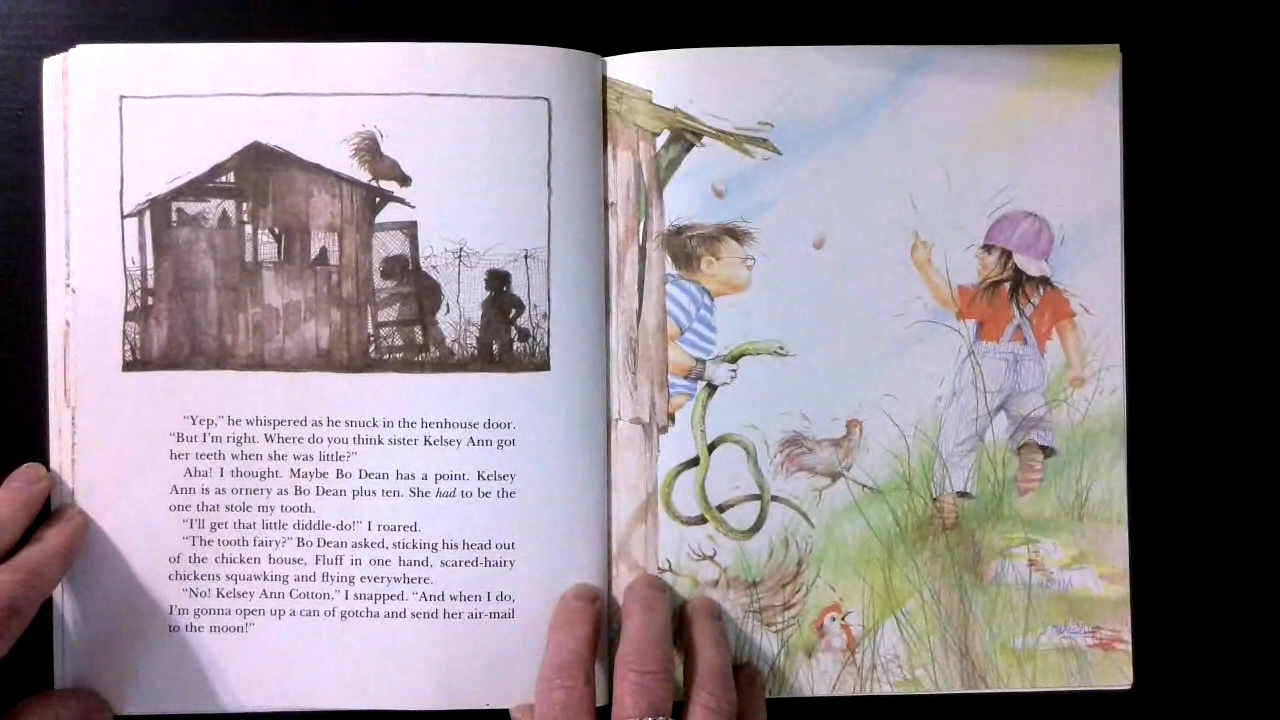 “Yep,” he whispered as he snuck in the henhouse door.
“But I’m right. Where do you think sister Kelsey Ann got
her teeth when she was little?”
Aha! I thought. Maybe Bo Dean has a point. Kelsey
Ann is as ornery as Bo Dean plus ten. She had to be the
one that stole my tooth.
“I’ll get that little diddle-do!” I roared.
“The tooth fairy?” Bo Dean asked, sticking his head out
of the chicken house, Fluff in one hand, scared-hairy
chickens squawking and flying everywhere.
“No! Kelsey Ann Cotton,” I snapped. “And when I do,
I’m gonna open up a can of gotcha and send her air-mail
to the moon!”